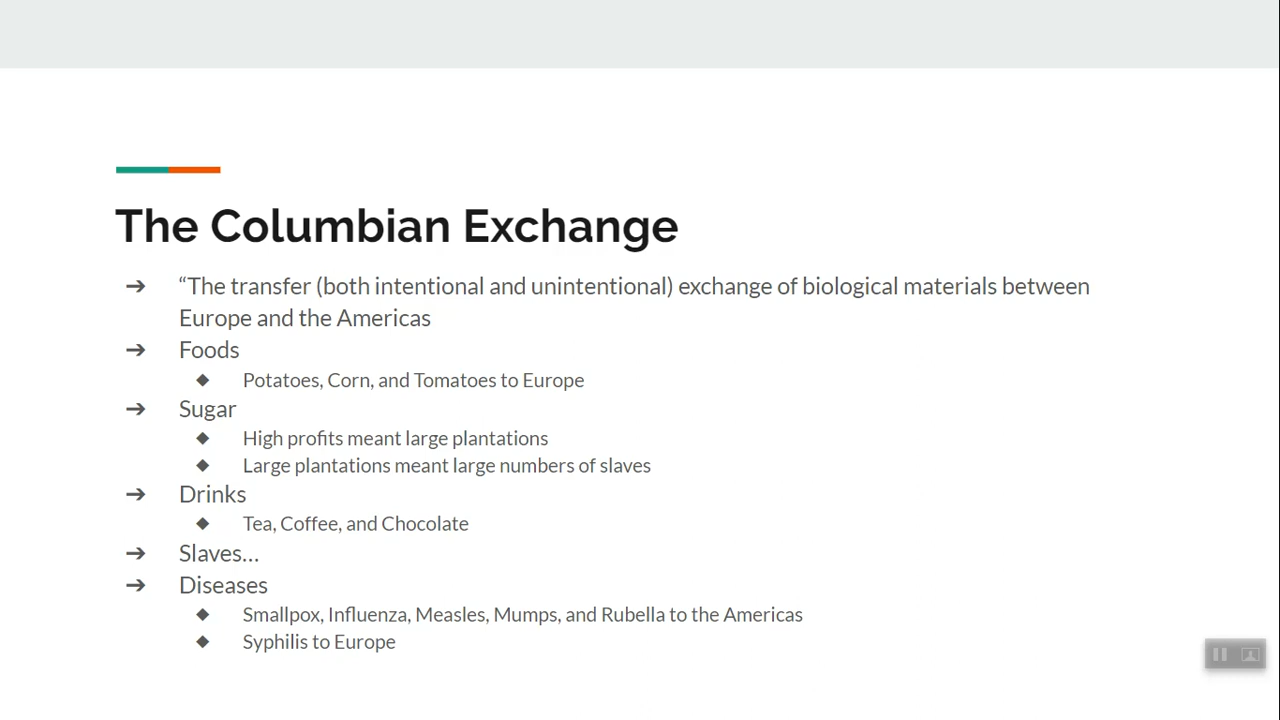 The Columbian Exchange
➔ “The transfer (both intentional and unintentional) exchange of biological materials between
Europe and the Americas
➔ Foods
◆ Potatoes, Corn, and Tomatoes to Europe
➔ Sugar
◆ High profits meant large plantations
◆ Large plantations meant large numbers of slaves
➔ Drinks
◆ Tea, Coffee, and Chocolate
➔ Slaves…
➔ Diseases
◆ Smallpox, Influenza, Measles, Mumps, and Rubella to the Americas
◆ Syphilis to Europe